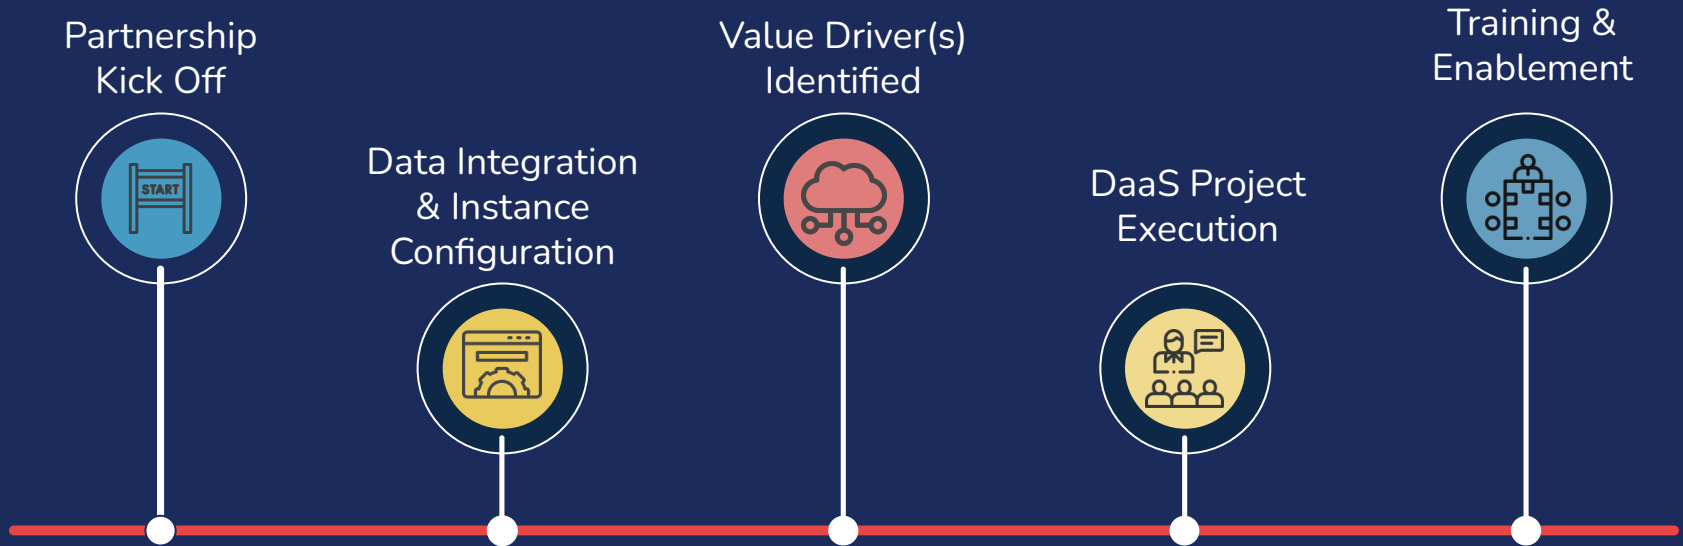 Partnership
Kick Off
START
Data Integration
& Instance
Configuration
Value Driver(s)
Identified
DaaS Project
Execution
Training &
Enablement